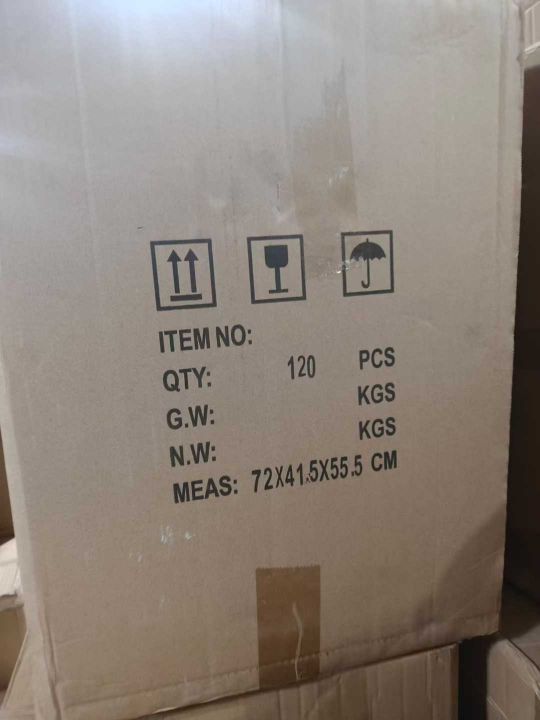 ITEM NO:
QTY: 120 PCS
G.W: KGS
N.W: KGS
MEAS: 72X41.5X55.5 CM